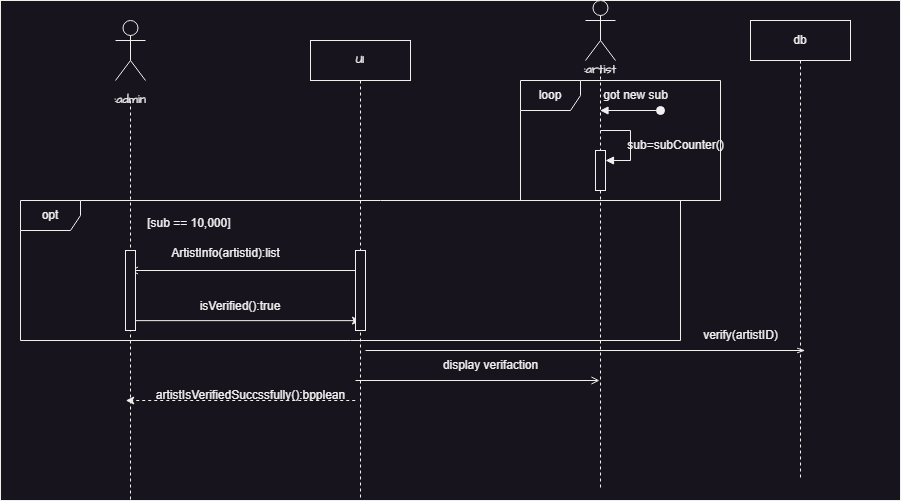 :admin
ui
:artist
db
loop
got new sub
sub=subCounter()
opt
[sub == 10,000]
ArtistInfo(artistid):list
isVerified():true
verify(artistID)
display verifaction
artistIsVerifiedSuccssfully():bpplean